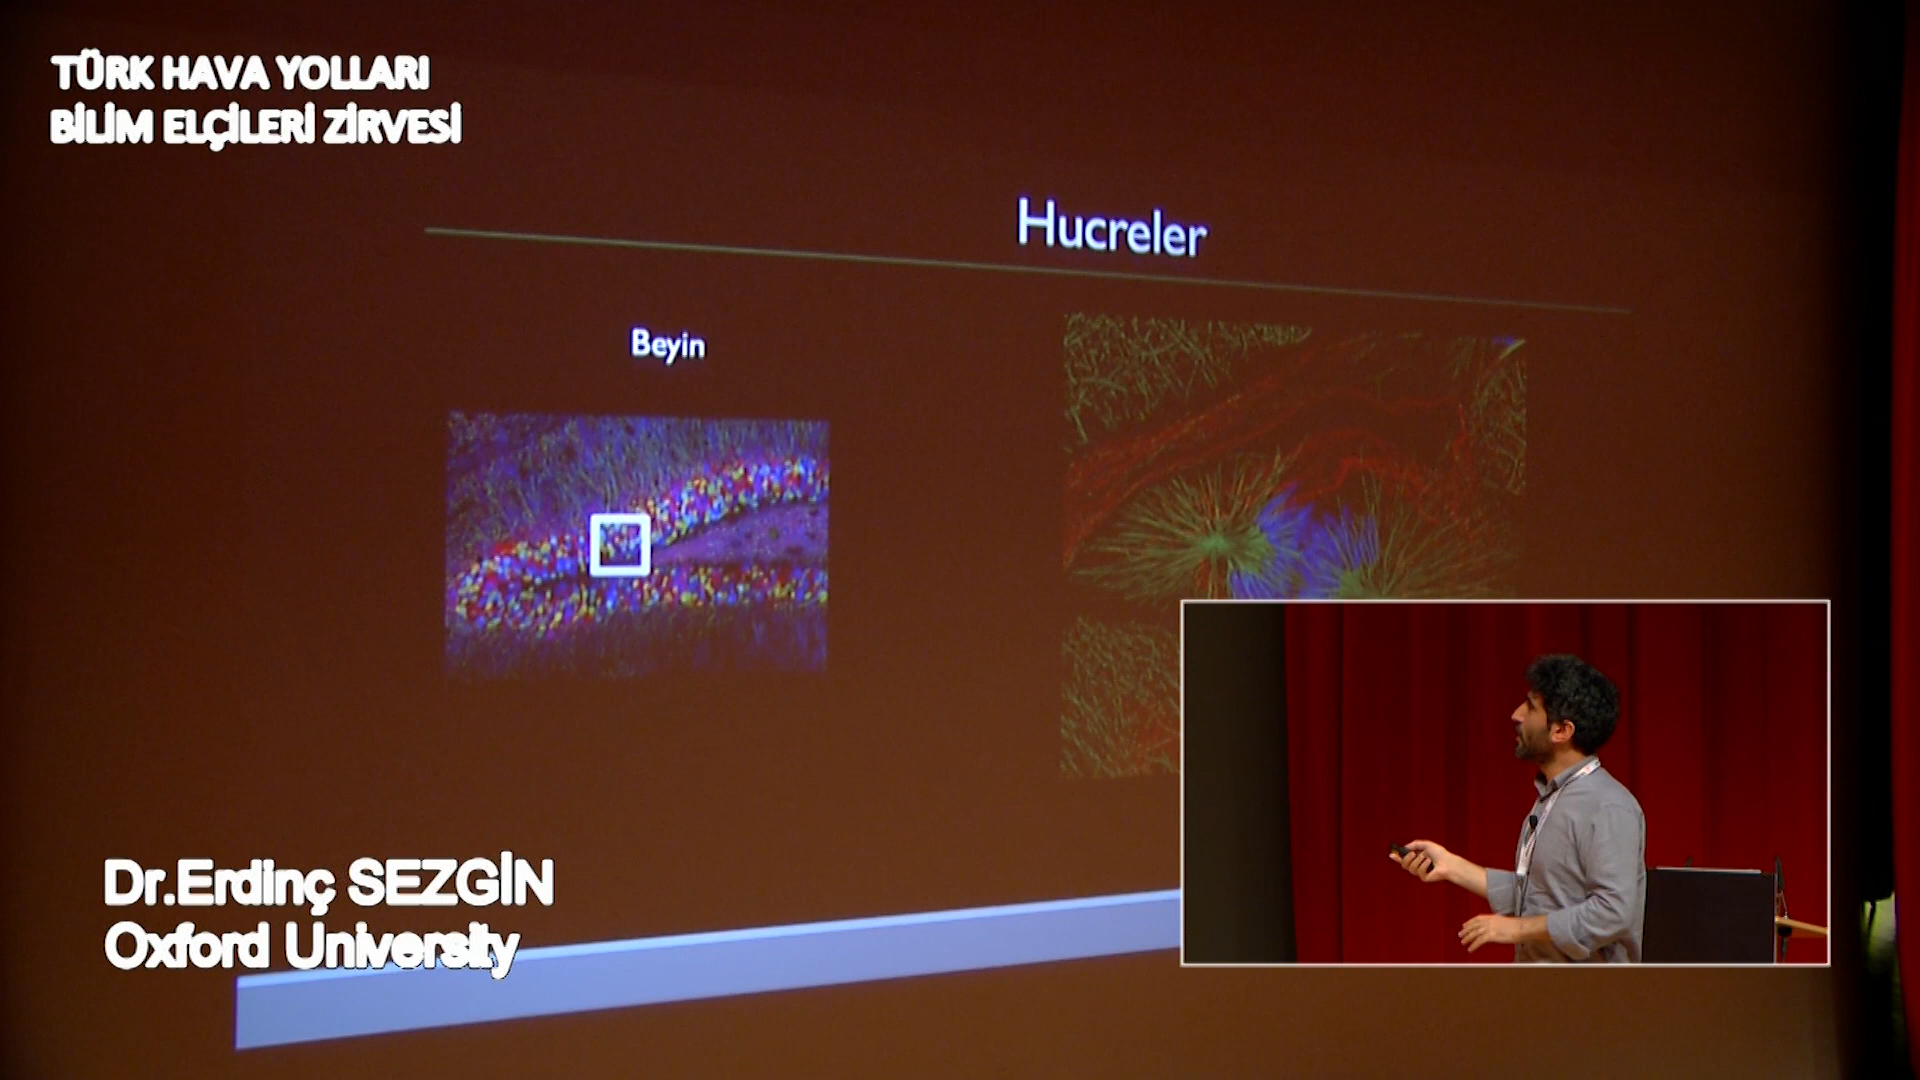 TÜRK HAVA YOLLARI
BİLİM ELÇİLERİ ZİRVESİ
Hucreler
Beyin
Dr.Erdinç SEZGİN
Oxford University